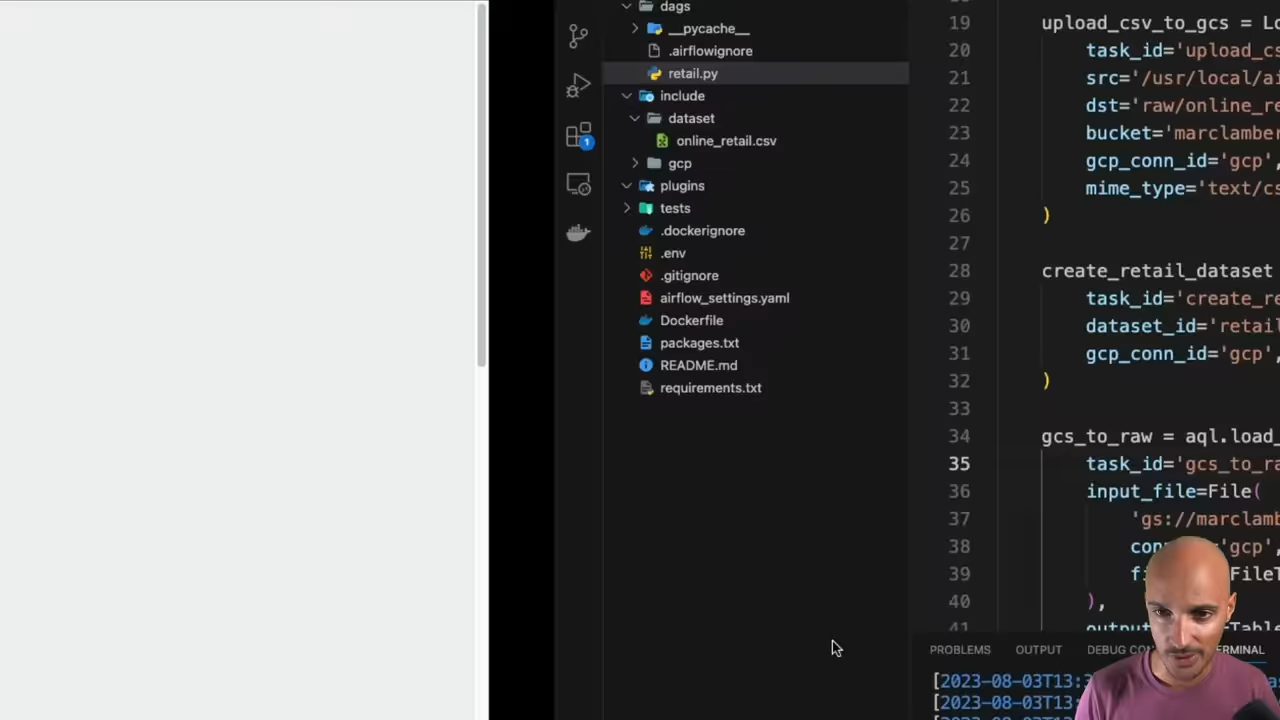 dags
__pycache__
.airflowignore
retail.py
include
dataset
online_retail.csv
gcp
plugins
tests
.dockerignore
.env
.gitignore
airflow_settings.yaml
Dockerfile
packages.txt
README.md
requirements.txt
1
19 upload_csv_to_gcs = Lo
20 task_id='upload_cs
21 src='/usr/local/ai
22 dst='raw/online_re
23 bucket='marclamber
24 gcp_conn_id='gcp',
25 mime_type='text/cs
26 )
27
28 create_retail_dataset
29 task_id='create_re
30 dataset_id='retail
31 gcp_conn_id='gcp',
32 )
33
34 gcs_to_raw = aql.load_
35 task_id='gcs_to_ra
36 input_file=File(
37 'gs://marclamb
38 con 'gcp',
39 fi FileT
40 ),
41 output Table
PROBLEMS OUTPUT DEBUG CON ERMINAL
[2023-08-03T13:3
[2023-08-03T13: